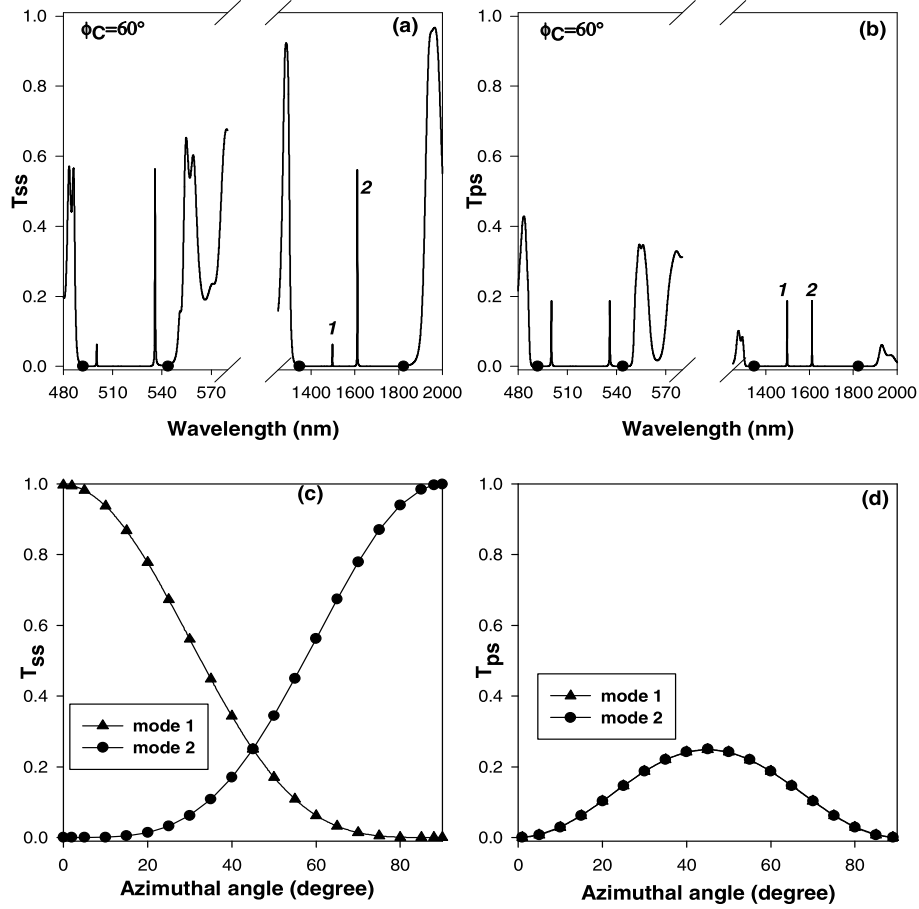 ϕC=60°
(a)
1.0
0.8
0.6
0.4
0.2
0.0
Tss
2
1
480 510 540 570 1400 1600 1800 2000
Wavelength (nm)
ϕC=60°
(b)
1.0
0.8
0.6
0.4
0.2
0.0
Tps
1 2
480 510 540 570 1400 1600 1800 2000
Wavelength (nm)
(c)
1.0
0.8
0.6
0.4
0.2
0.0
Tss
mode 1
mode 2
0 20 40 60 80
Azimuthal angle (degree)
(d)
1.0
0.8
0.6
0.4
0.2
0.0
Tps
mode 1
mode 2
0 20 40 60 80
Azimuthal angle (degree)